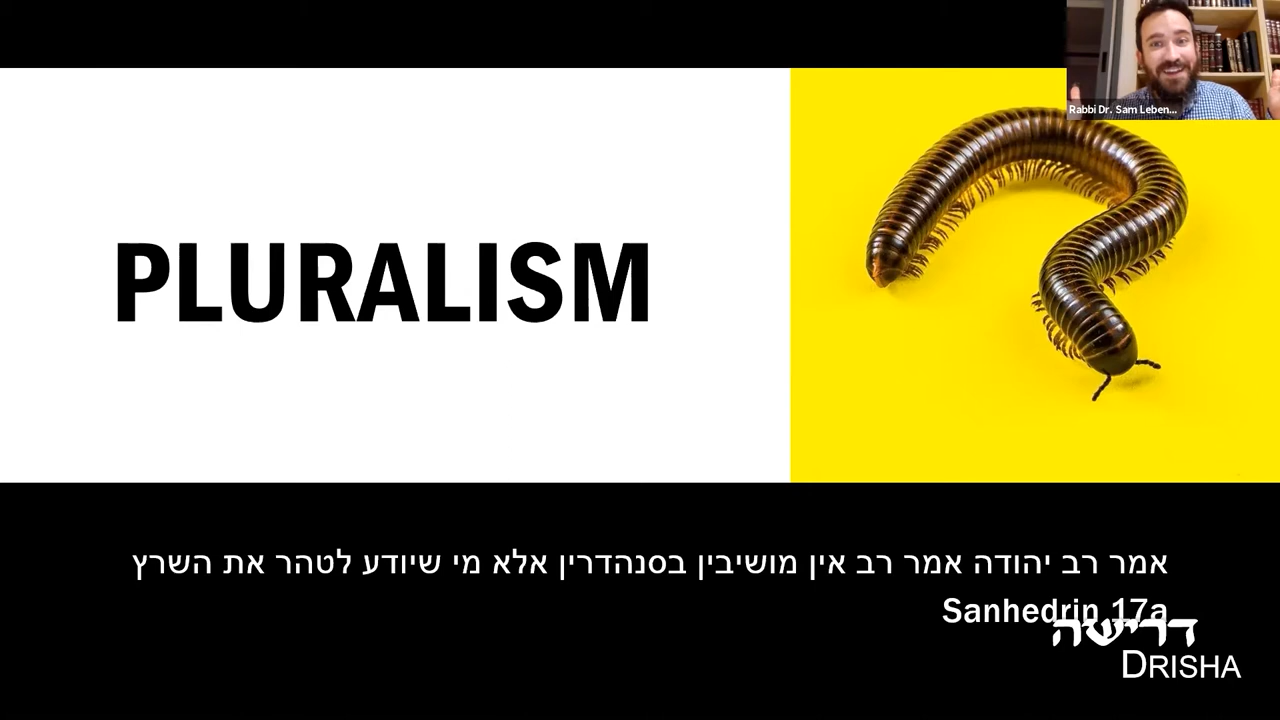 Rabbi Dr. Sam Leben...
PLURALISM
אמר רב יהודה אמר רב אין מושיבין בסנהדרין אלא מי שיודע לטהר את השרץ
Sanhedrin 17a
דרישה
DRISHA